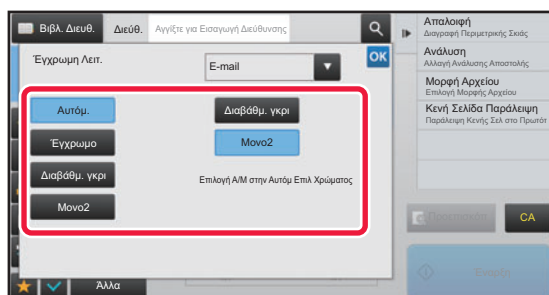 Βιβλ. Διευθ.
Διεύθ.
Αγγίξτε για Εισαγωγή Διεύθυνσης
Έγχρωμη Λειτ.
E-mail
OK
Αυτόμ.
Έγχρωμο
Διαβάθμ. γκρι
Μονο2
Διαβάθμ. γκρι
Μονο2
Επιλογή Α/Μ στην Αυτόμ Επιλ Χρώματος
Άλλα
Απαλοιφή
Διαγραφή Περιμετρικής Σκιάς
Ανάλυση
Αλλαγή Ανάλυσης Αποστολής
Μορφή Αρχείου
Επιλογή Μορφής Αρχείου
Κενή Σελίδα Παράλειψη
Παράλειψη Κενής Σελ στο Πρωτότ
CA
Έναρξη